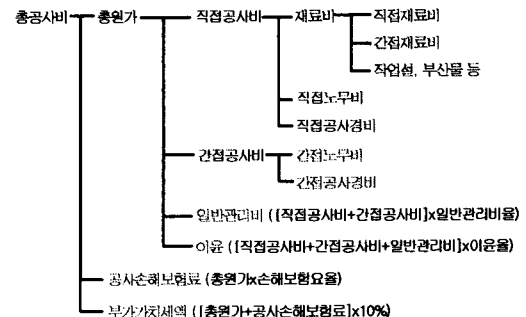 총공사비 총원가 직접공사비 재료비 직접재료비
간접재료비
작업설, 부산물 등
직접노무비
직접공사경비
간접공사비 간접노무비
간접공사경비
일반관리비 ([직접공사비+간접공사비]x일반관리비율)
이윤 ([직접공사비+간접공사비+일반관리비]x이윤율)
공사손해보험료 (총원가x손해보험요율)
부가가치세액 ([총원가+공사손해보험료]x10%)